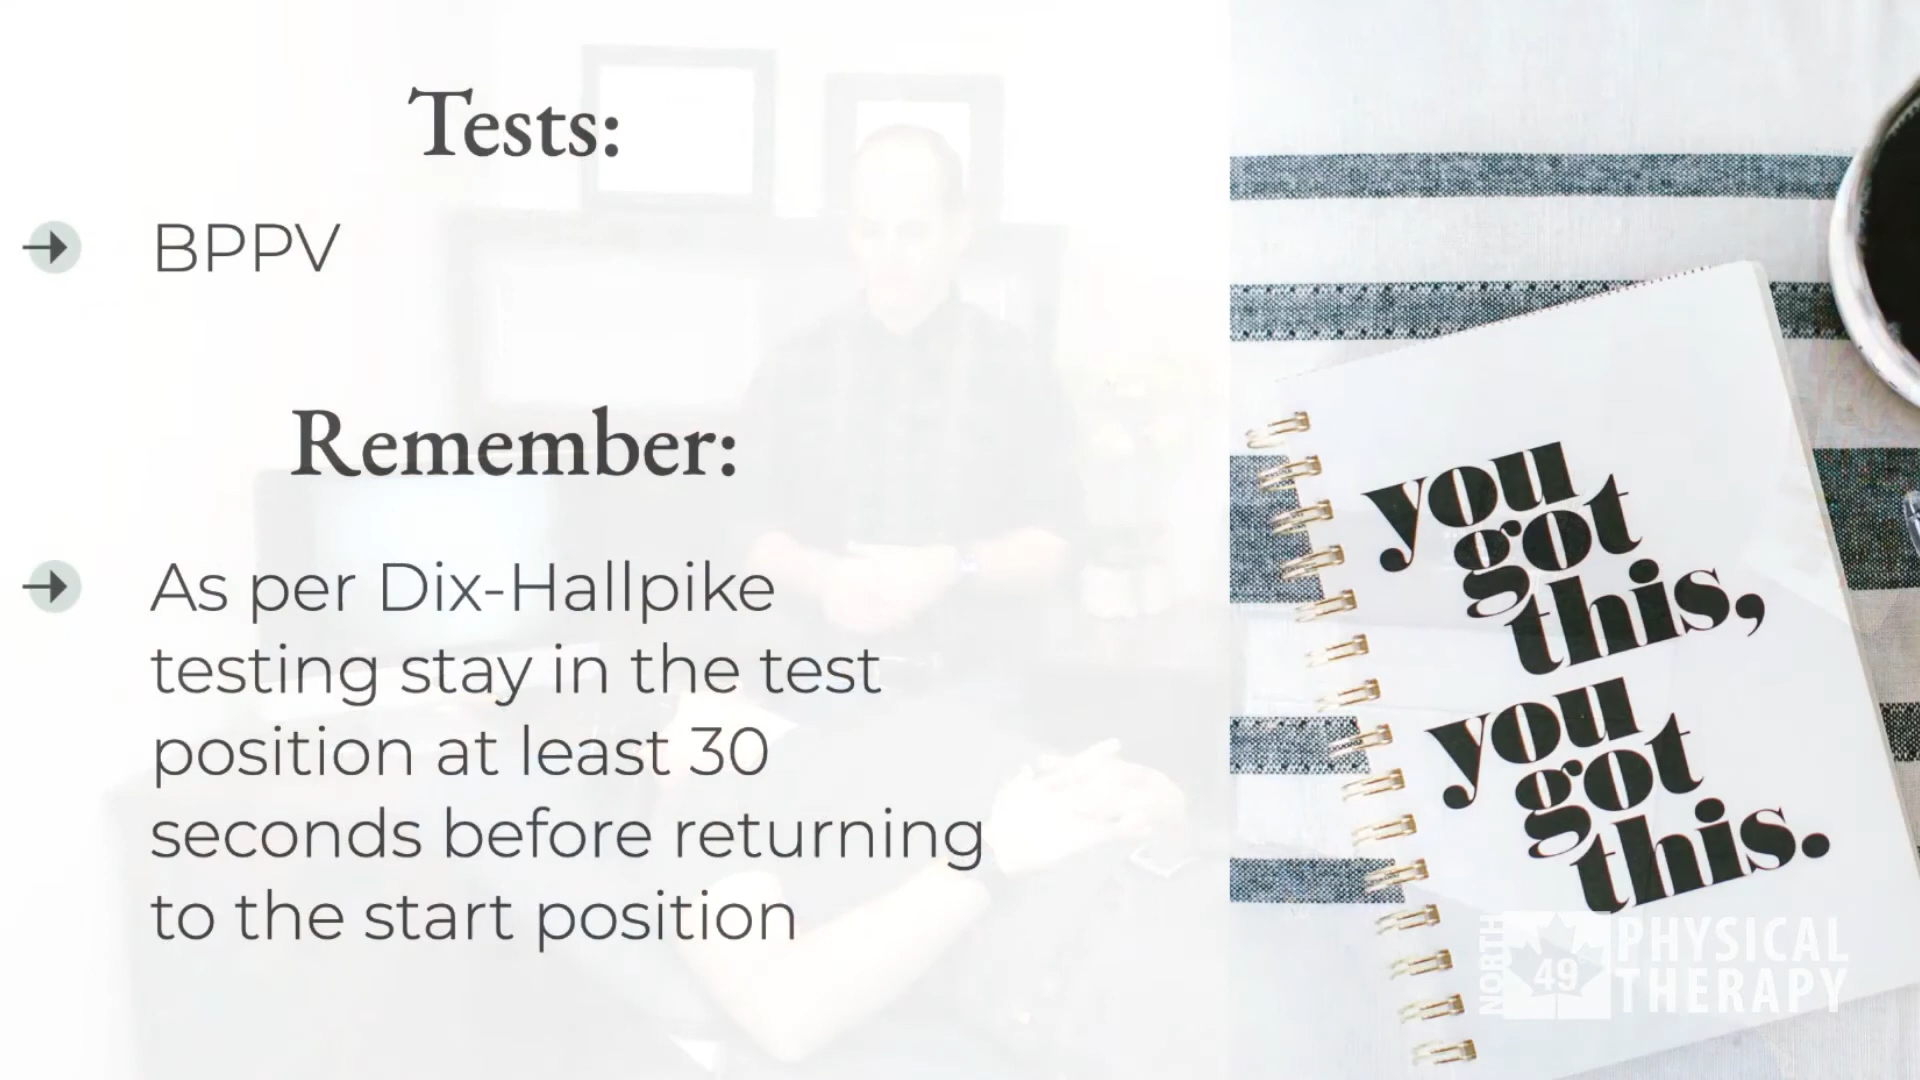 Tests:
BPPV
Remember:
As per Dix-Hallpike
testing stay in the test
position at least 30
seconds before returning
to the start position
you
got
this,
you
got
this.
NORTH
49
PHYSICAL
THERAPY